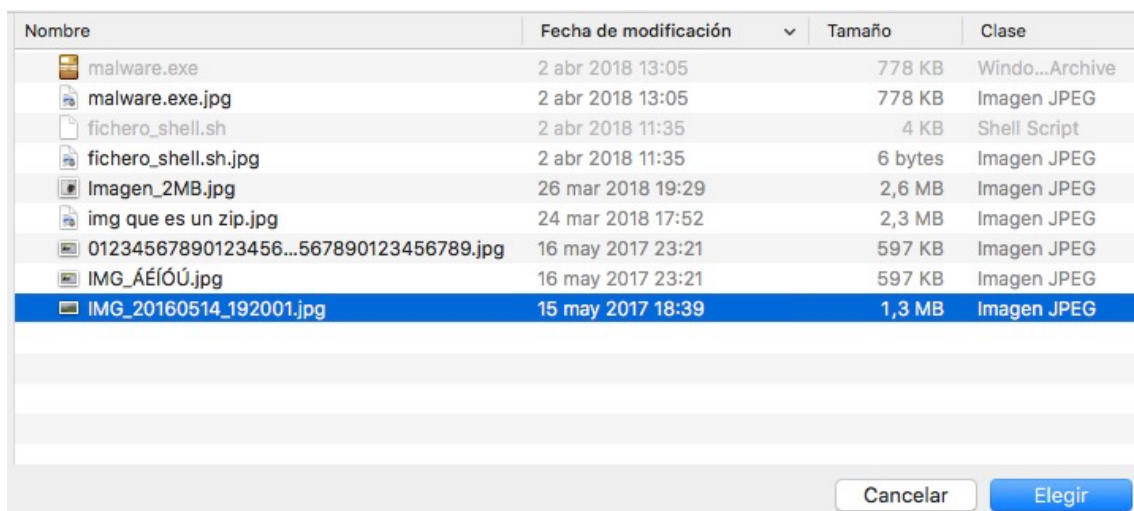 Nombre Fecha de modificación Tamaño Clase
malware.exe 2 abr 2018 13:05 778 KB Windo...Archive
malware.exe.jpg 2 abr 2018 13:05 778 KB Imagen JPEG
fichero_shell.sh 2 abr 2018 11:35 4 KB Shell Script
fichero_shell.sh.jpg 2 abr 2018 11:35 6 bytes Imagen JPEG
Imagen_2MB.jpg 26 mar 2018 19:29 2,6 MB Imagen JPEG
img que es un zip.jpg 24 mar 2018 17:52 2,3 MB Imagen JPEG
01234567890123456...567890123456789.jpg 16 may 2017 23:21 597 KB Imagen JPEG
IMG_ÁÉÍÓÚ.jpg 16 may 2017 23:21 597 KB Imagen JPEG
IMG_20160514_192001.jpg 15 may 2017 18:39 1,3 MB Imagen JPEG
Cancelar Elegir